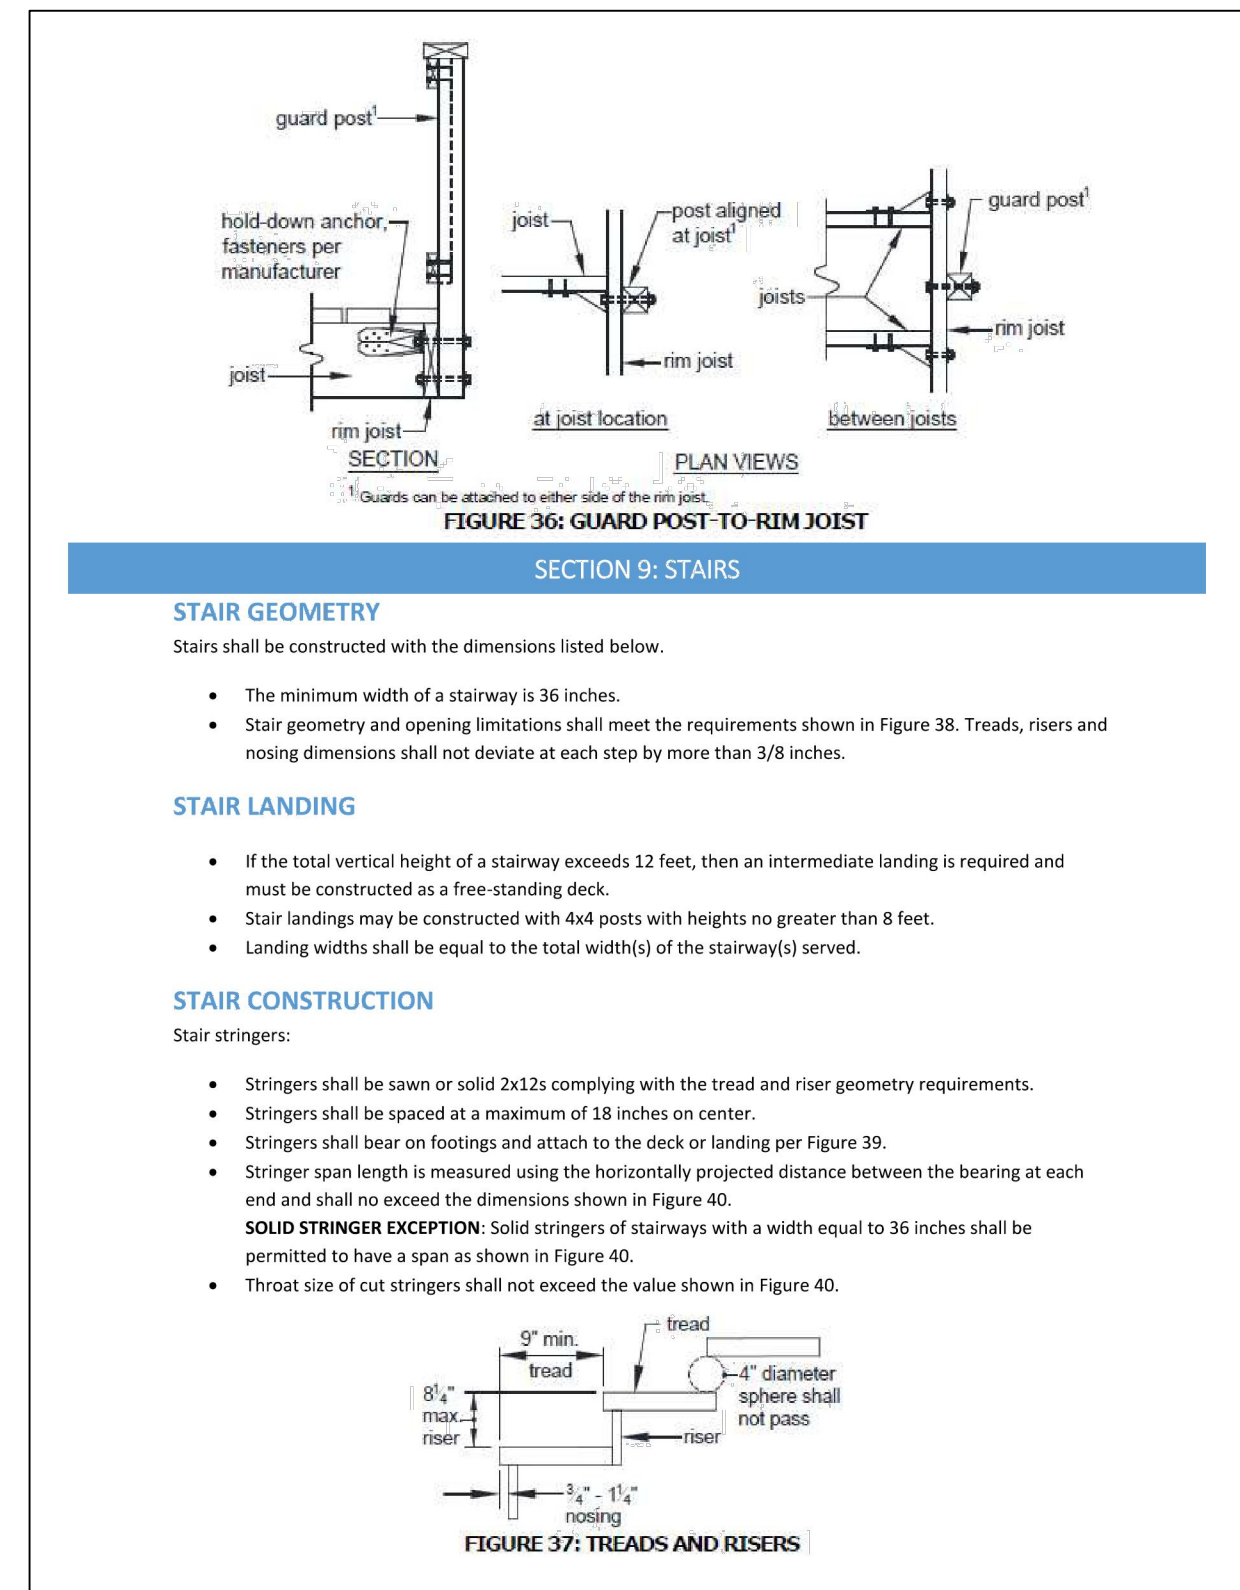 guard post1
hold-down anchor,
fasteners per
manufacturer
joist
rim joist
SECTION
joist
post aligned
at joist1
rim joist
at joist location
guard post1
joists
rim joist
between joists
PLAN VIEWS
1 Guards can be attached to either side of the rim joist.
FIGURE 36: GUARD POST-TO-RIM JOIST
SECTION 9: STAIRS
STAIR GEOMETRY
Stairs shall be constructed with the dimensions listed below.
• The minimum width of a stairway is 36 inches.
• Stair geometry and opening limitations shall meet the requirements shown in Figure 38. Treads, risers and
nosing dimensions shall not deviate at each step by more than 3/8 inches.
STAIR LANDING
• If the total vertical height of a stairway exceeds 12 feet, then an intermediate landing is required and
must be constructed as a free-standing deck.
• Stair landings may be constructed with 4x4 posts with heights no greater than 8 feet.
• Landing widths shall be equal to the total width(s) of the stairway(s) served.
STAIR CONSTRUCTION
Stair stringers:
• Stringers shall be sawn or solid 2x12s complying with the tread and riser geometry requirements.
• Stringers shall be spaced at a maximum of 18 inches on center.
• Stringers shall bear on footings and attach to the deck or landing per Figure 39.
• Stringer span length is measured using the horizontally projected distance between the bearing at each
end and shall no exceed the dimensions shown in Figure 40.
SOLID STRINGER EXCEPTION: Solid stringers of stairways with a width equal to 36 inches shall be
permitted to have a span as shown in Figure 40.
• Throat size of cut stringers shall not exceed the value shown in Figure 40.
9" min.
tread
tread
8¼"
max.
riser
4" diameter
sphere shall
not pass
riser
¾" - 1¼"
nosing
FIGURE 37: TREADS AND RISERS